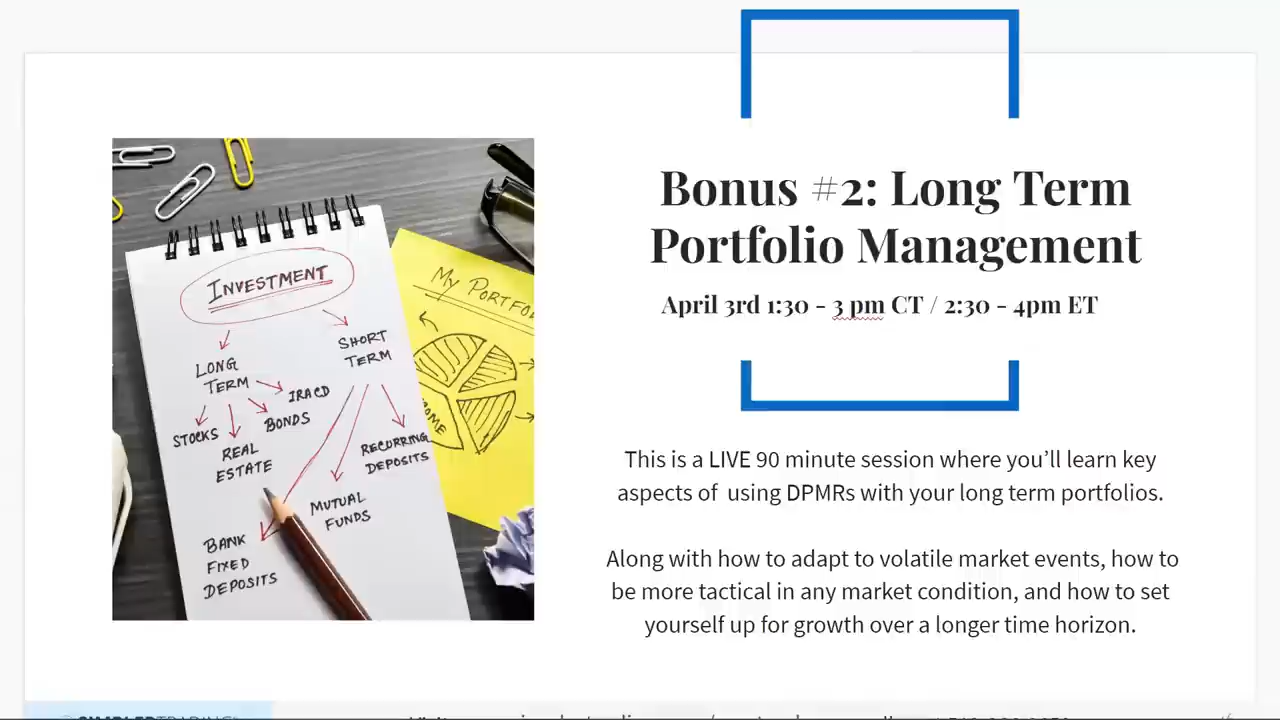 Bonus #2: Long Term
Portfolio Management
April 3rd 1:30 - 3 pm CT / 2:30 - 4pm ET
This is a LIVE 90 minute session where you'll learn key
aspects of using DPMRs with your long term portfolios.
Along with how to adapt to volatile market events, how to
be more tactical in any market condition, and how to set
yourself up for growth over a longer time horizon.
INVESTMENT
LONG
TERM
STOCKS
REAL
ESTATE
BONDS
IRA CD
SHORT
TERM
BANK
FIXED
DEPOSITS
MUTUAL
FUNDS
RECURRING
DEPOSITS
MY